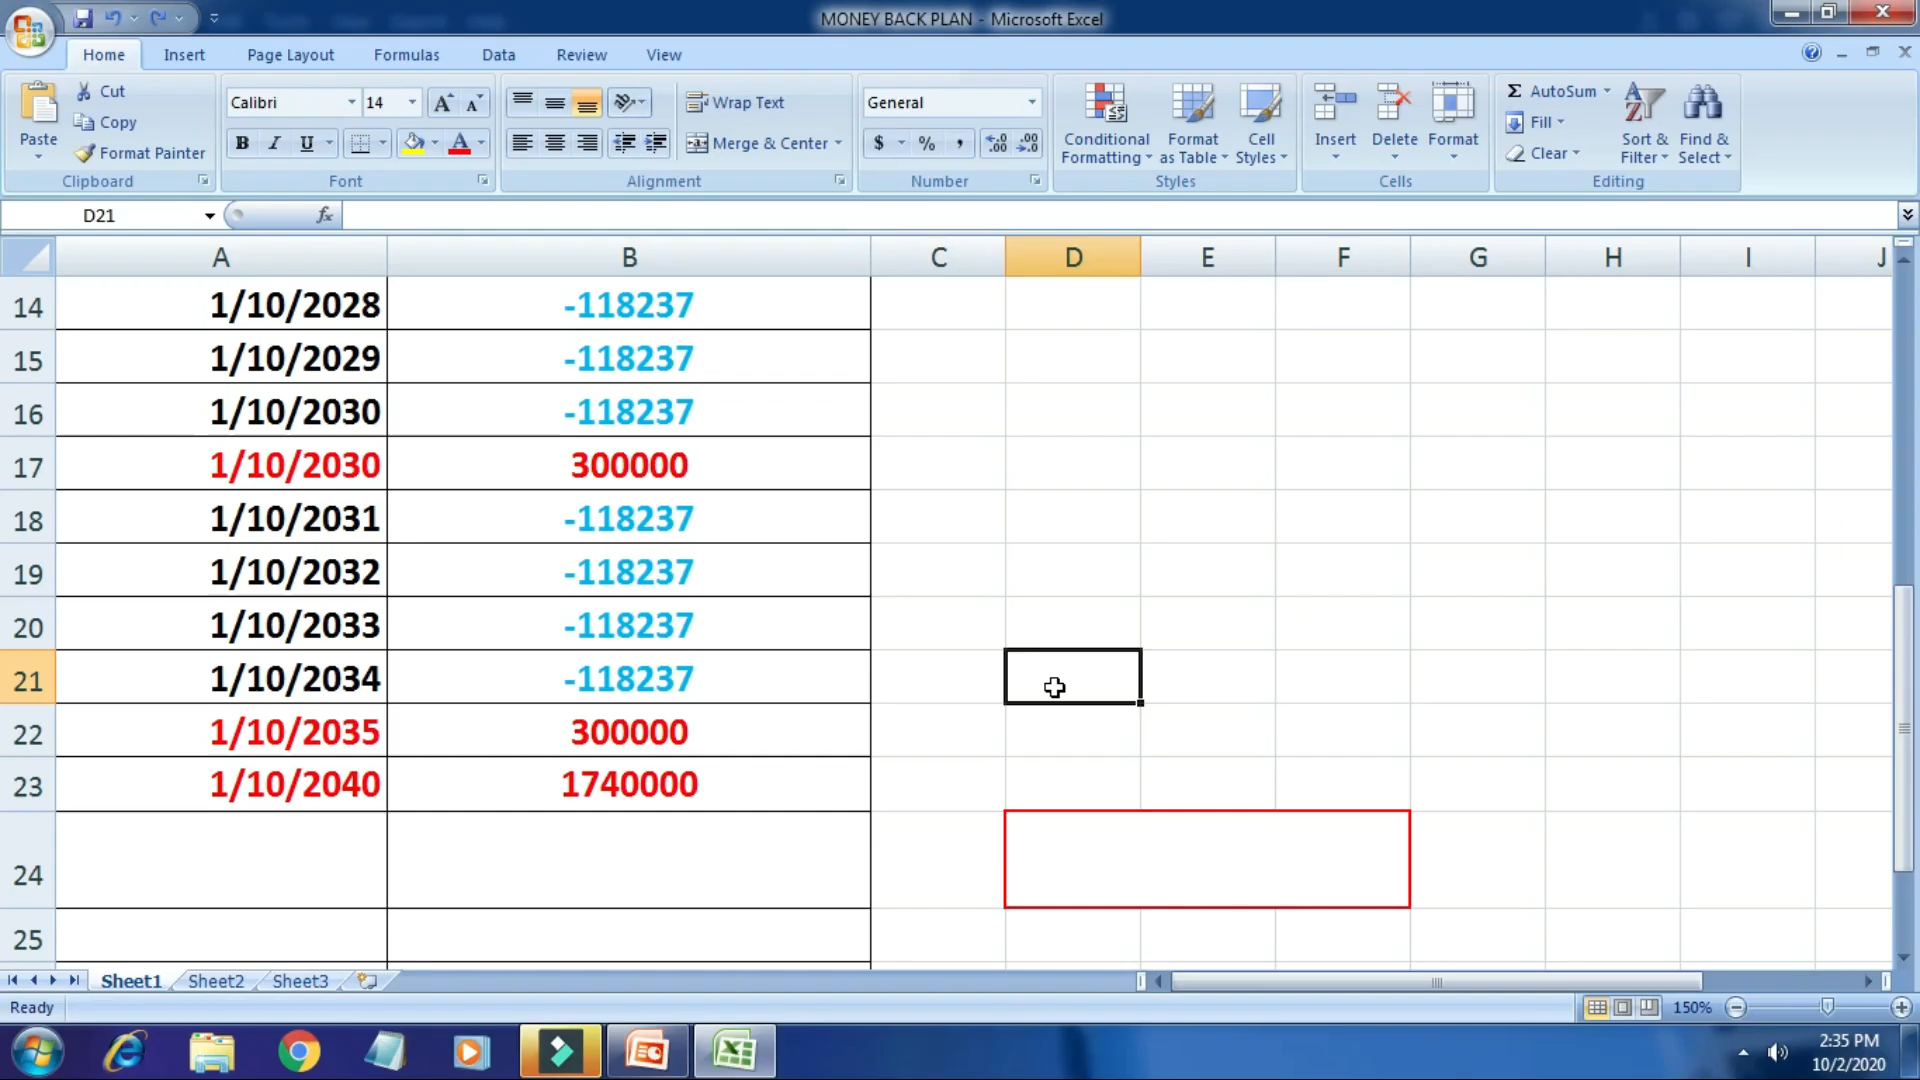 MONEY BACK PLAN - Microsoft Excel
Home Insert Page Layout Formulas Data Review View
Paste
Cut
Copy
Format Painter
Clipboard
Calibri 14
B I U
Font
Wrap Text
Merge & Center
Alignment
General
$ % ,
Number
Conditional Formatting
Format as Table
Cell Styles
Styles
Insert Delete Format
Cells
Σ AutoSum
Fill
Clear
Sort & Filter
Find & Select
Editing
D21 fx
A B C D E F G H I J
14 1/10/2028 -118237
15 1/10/2029 -118237
16 1/10/2030 -118237
17 1/10/2030 300000
18 1/10/2031 -118237
19 1/10/2032 -118237
20 1/10/2033 -118237
21 1/10/2034 -118237
22 1/10/2035 300000
23 1/10/2040 1740000
24
25
Sheet1 Sheet2 Sheet3
Ready 150%
2:35 PM
10/2/2020